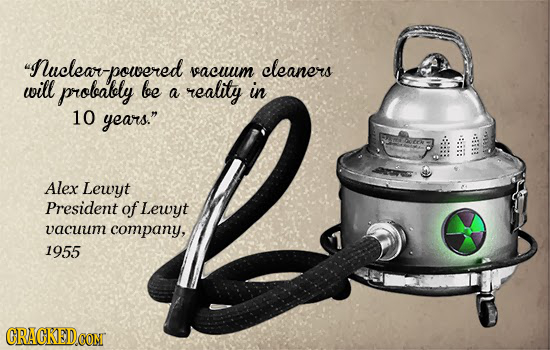 "Nuclear-powered vacuum cleaners
will probably be a reality in
10 years."
Alex Lewyt
President of Lewyt
vacuum company,
1955
CRACKED.COM